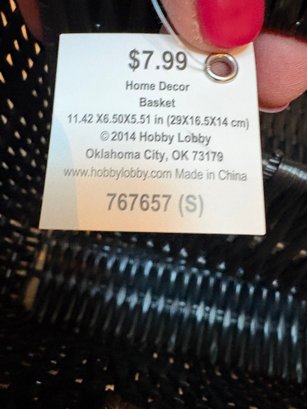 $7.99
Home Decor
Basket
11.42 X6.50X5.51 in (29X16.5X14 cm)
© 2014 Hobby Lobby
Oklahoma City, OK 73179
www.hobbylobby.com Made in China
767657 (S)